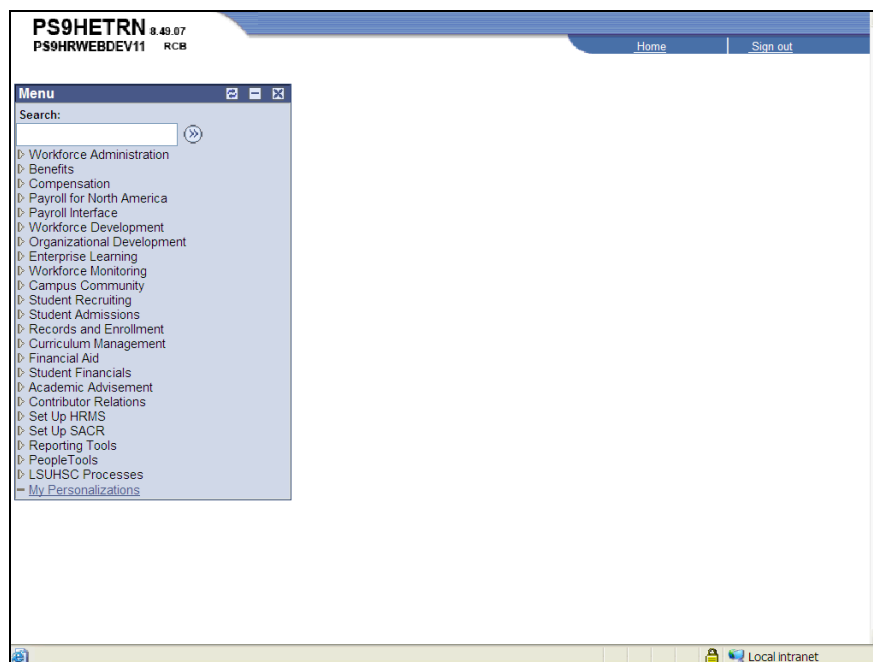 PS9HETRN 8.49.07
PS9HRWEBDEV11 RCB
Home Sign out
Menu
Search:
Workforce Administration
Benefits
Compensation
Payroll for North America
Payroll Interface
Workforce Development
Organizational Development
Enterprise Learning
Workforce Monitoring
Campus Community
Student Recruiting
Student Admissions
Records and Enrollment
Curriculum Management
Financial Aid
Student Financials
Academic Advisement
Contributor Relations
Set Up HRMS
Set Up SACR
Reporting Tools
PeopleTools
LSUHSC Processes
My Personalizations
Local intranet